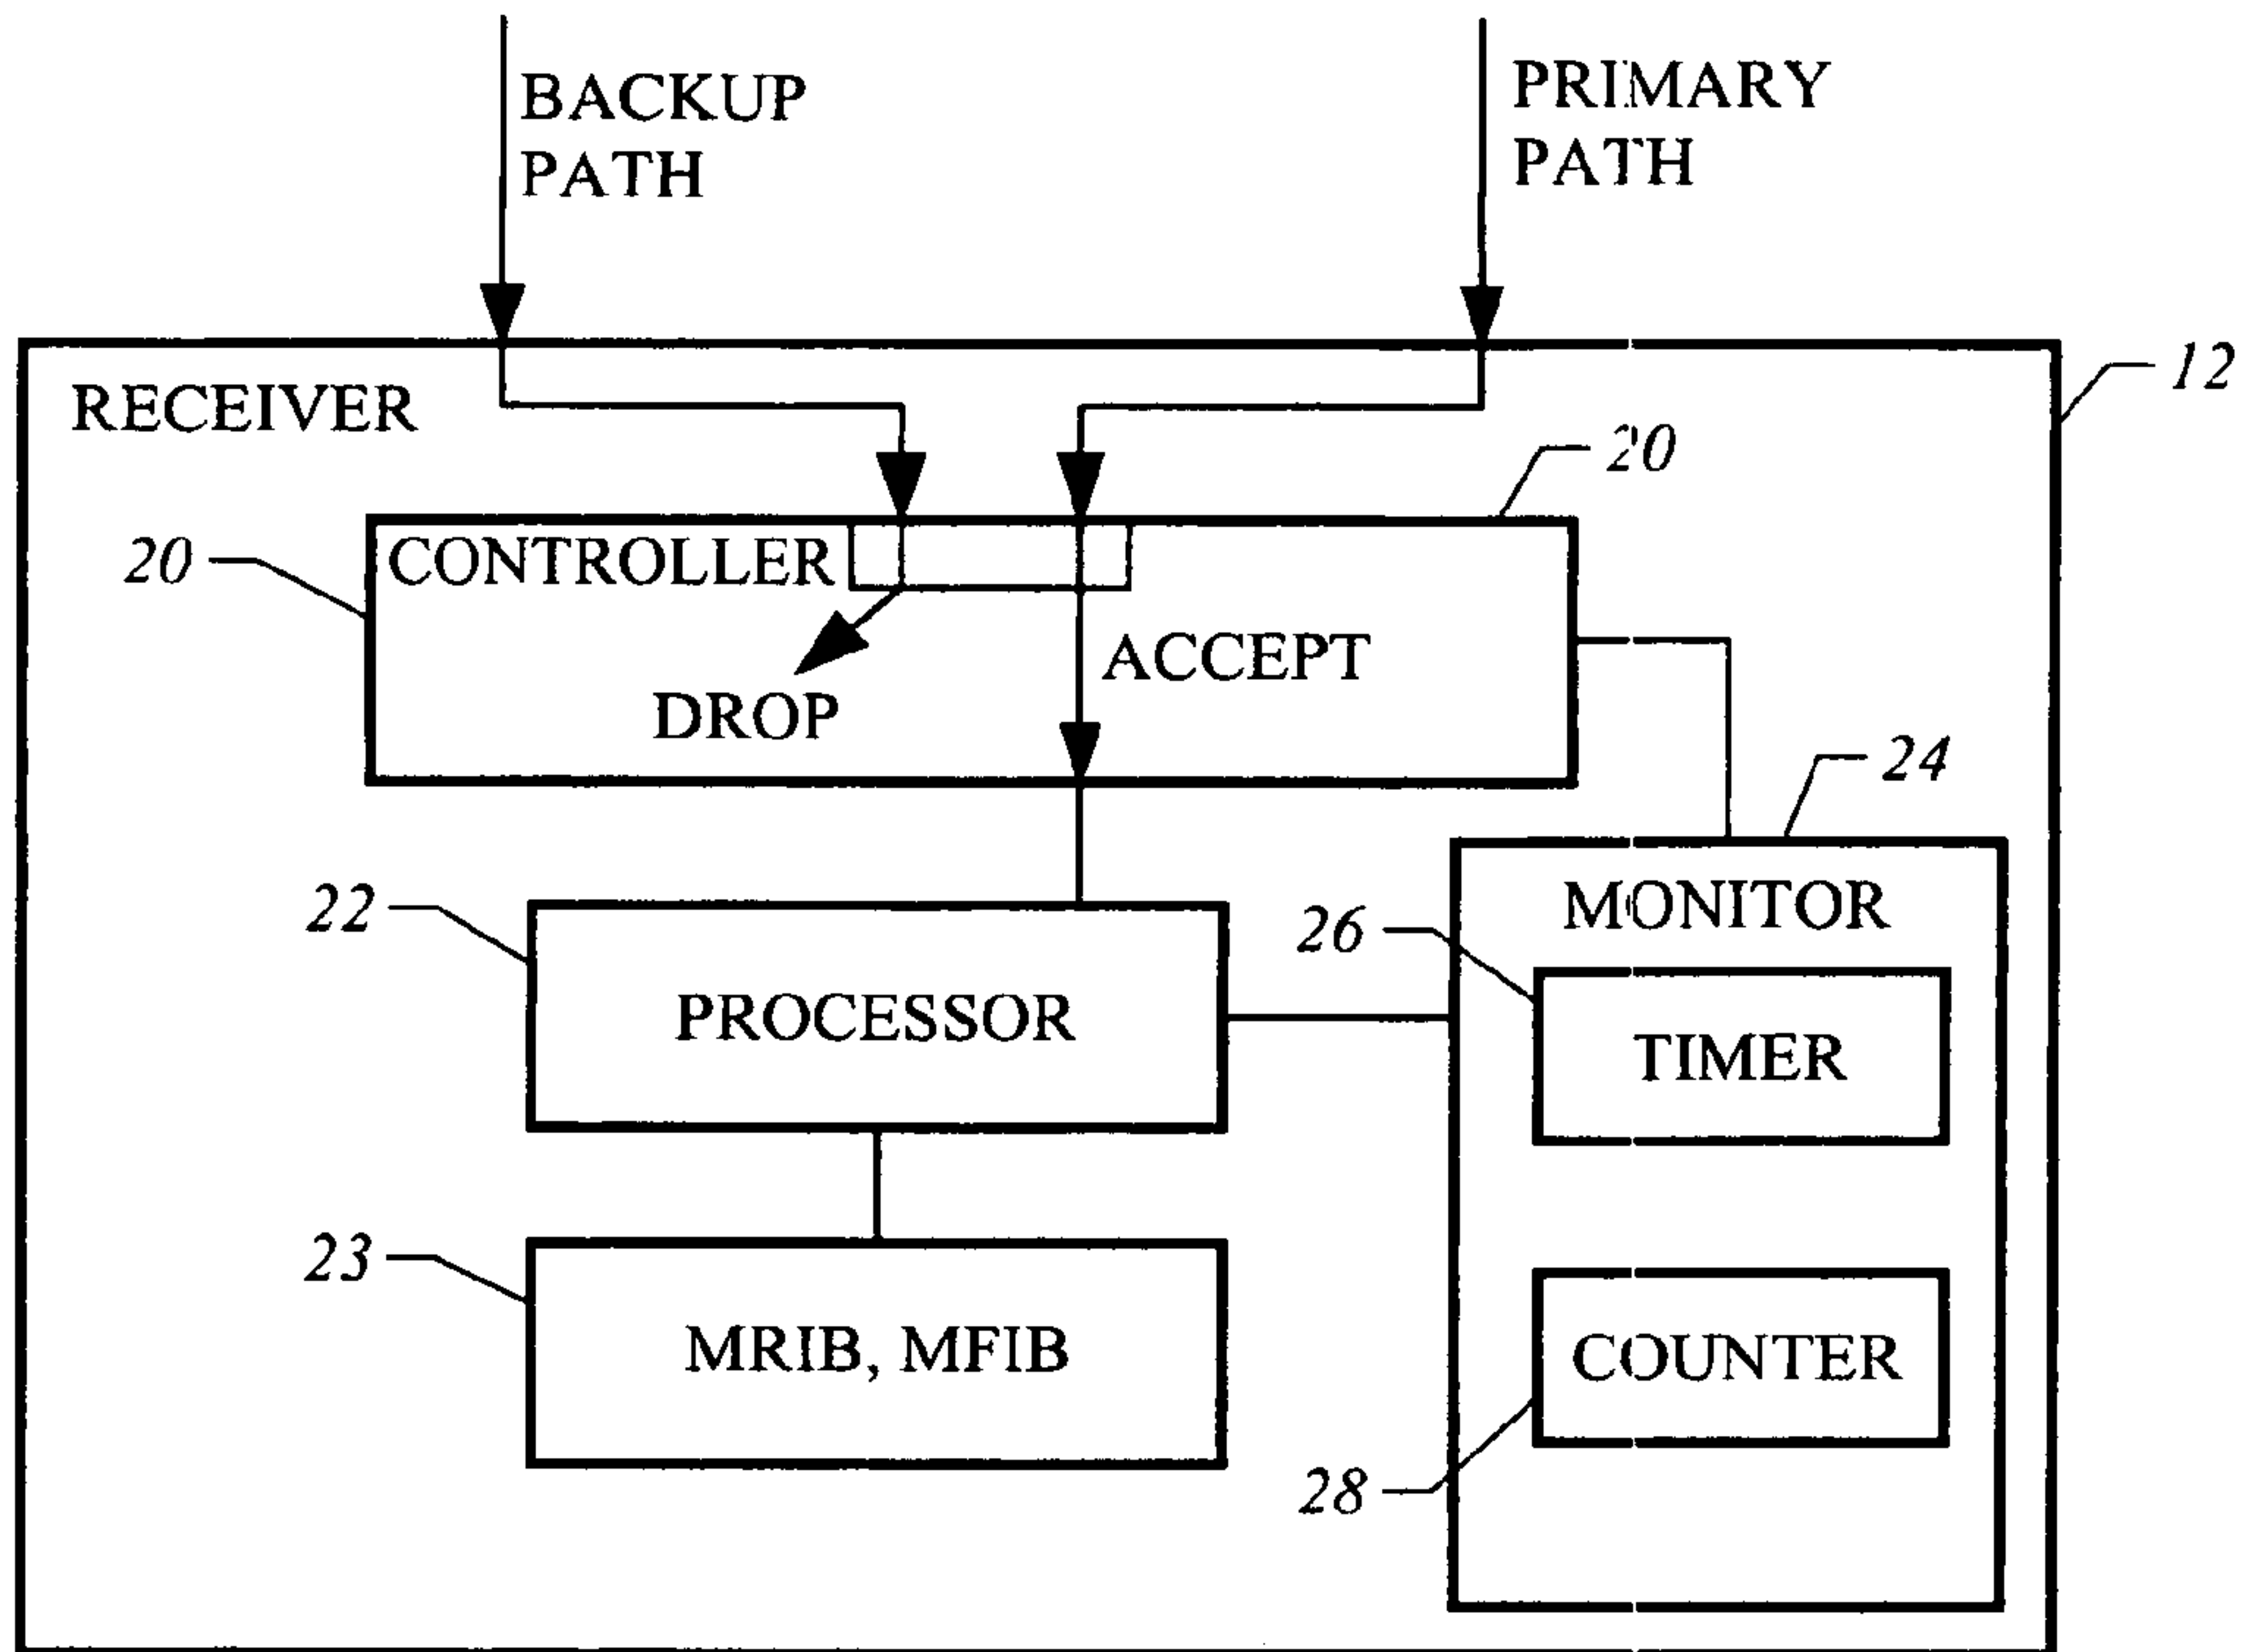 BACKUP
PATH
PRIMARY
PATH
RECEIVER
12
20
20
CONTROLLER
ACCEPT
DROP
24
22
MONITOR
26
PROCESSOR
TIMER
23
MRIB, MFIB
COUNTER
28